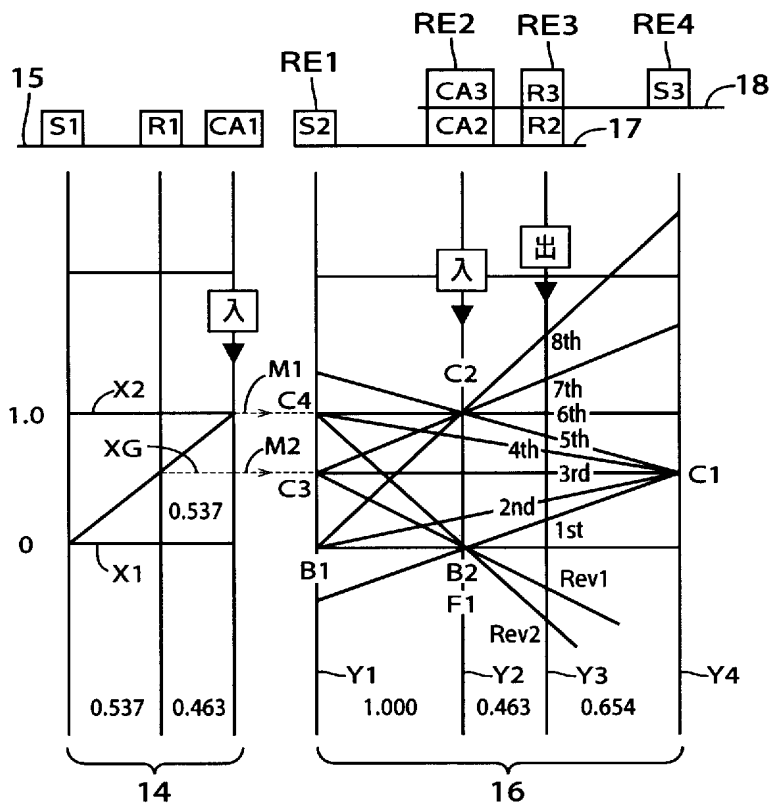 RE2 RE3 RE4
RE1
15 S1 R1 CA1 S2 CA3 R3 S3 18
CA2 R2 17
入 入 出
8th
X2 M1 C4 C2 7th
1.0 6th
XG M2 4th 5th
C3 3rd C1
0.537 2nd
0 1st
X1 B1 B2 Rev1
F1
Rev2
Y1 Y2 Y3 Y4
0.537 0.463 1.000 0.463 0.654
14 16